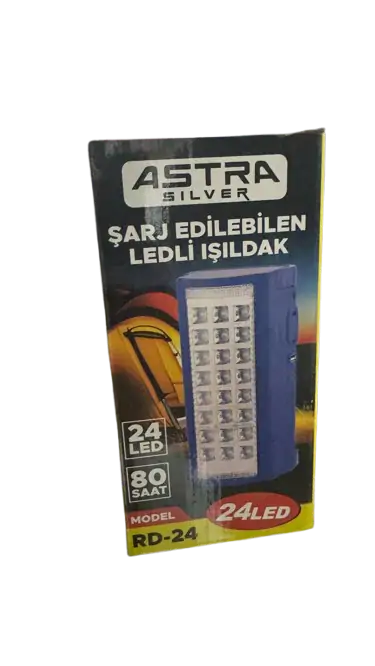 ASTRA
SILVER
ŞARJ EDİLEBİLEN
LEDLİ IŞILDAK
24
LED
80
SAAT
MODEL
24LED
RD-24